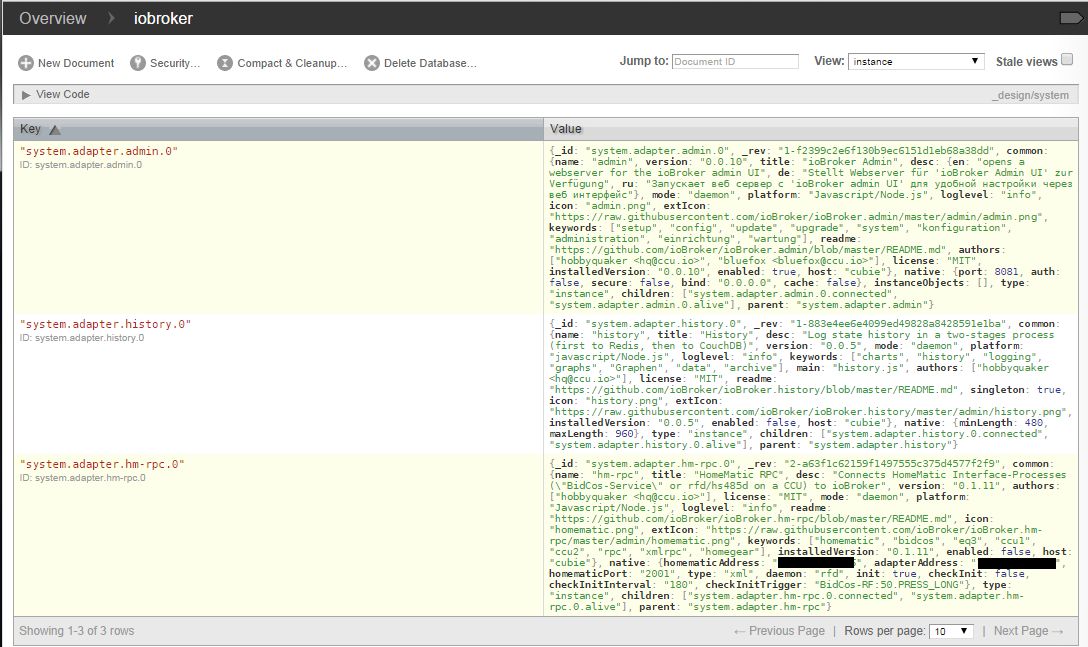 Overview iobroker
New Document Security… Compact & Cleanup… Delete Database… Jump to: Document ID View: instance Stale views
View Code _design/system
Key Value
"system.adapter.admin.0"
ID: system.adapter.admin.0
{_id: "system.adapter.admin.0", _rev: "1-f2399c2e6f130b9ec6151d1eb68a38dd", common:
{name: "admin", version: "0.0.10", title: "ioBroker Admin", desc: {en: "opens a
webserver for the ioBroker admin UI", de: "Stellt Webserver für 'ioBroker Admin UI' zur
Verfügung", ru: "Запускает веб сервер с 'ioBroker admin UI' для удобной настройки через
веб интерфейс"}, mode: "daemon", platform: "Javascript/Node.js", loglevel: "info",
icon: "admin.png", extIcon:
"https://raw.githubusercontent.com/ioBroker/ioBroker.admin/master/admin/admin.png",
keywords: ["setup", "config", "update", "upgrade", "system", "konfiguration",
"administration", "einrichtung", "wartung"], readme:
"https://github.com/ioBroker/ioBroker.admin/blob/master/README.md", authors:
["hobbyquaker <hq@ccu.io>", "bluefox <bluefox@ccu.io>"], license: "MIT",
installedVersion: "0.0.10", enabled: true, host: "cubie"}, native: {port: 8081, auth:
false, secure: false, bind: "0.0.0.0", cache: false}, instanceObjects: [], type:
"instance", children: ["system.adapter.admin.0.connected",
"system.adapter.admin.0.alive"], parent: "system.adapter.admin"}
"system.adapter.history.0"
ID: system.adapter.history.0
{_id: "system.adapter.history.0", _rev: "1-883e4ee6e4099ed49828a8428591e1ba", common:
{name: "history", title: "History", desc: "Log state history in a two-stages process
(first to Redis, then to CouchDB)", version: "0.0.5", mode: "daemon", platform:
"javascript/Node.js", loglevel: "info", keywords: ["charts", "history", "logging",
"graphs", "Graphen", "data", "archive"], main: "history.js", authors: ["hobbyquaker
<hq@ccu.io>"], license: "MIT", readme:
"https://github.com/ioBroker/ioBroker.history/blob/master/README.md", singleton: true,
icon: "history.png", extIcon:
"https://raw.githubusercontent.com/ioBroker/ioBroker.history/master/admin/history.png",
installedVersion: "0.0.5", enabled: false, host: "cubie"}, native: {minLength: 480,
maxLength: 960}, type: "instance", children: ["system.adapter.history.0.connected",
"system.adapter.history.0.alive"], parent: "system.adapter.history"}
"system.adapter.hm-rpc.0"
ID: system.adapter.hm-rpc.0
{_id: "system.adapter.hm-rpc.0", _rev: "2-a63f1c62159f1497555c375d4577f2f9", common:
{name: "hm-rpc", title: "HomeMatic RPC", desc: "Connects HomeMatic Interface-Processes
(\"BidCos-Service\" or rfd/hs485d on a CCU) to ioBroker", version: "0.1.11", authors:
["hobbyquaker <hq@ccu.io>"], license: "MIT", mode: "daemon", platform:
"Javascript/Node.js", loglevel: "info", readme:
"https://github.com/ioBroker/ioBroker.hm-rpc/blob/master/README.md", icon:
"homematic.png", extIcon: "https://raw.githubusercontent.com/ioBroker/ioBroker.hm-
rpc/master/admin/homematic.png", keywords: ["homematic", "bidcos", "eq3", "ccu1",
"ccu2", "rpc", "xmlrpc", "homegear"], installedVersion: "0.1.11", enabled: false, host:
"cubie"}, native: {homematicAddress: " ", adapterAddress: " ",
homematicPort: "2001", type: "xml", daemon: "rfd", init: true, checkInit: false,
checkInitInterval: "180", checkInitTrigger: "BidCos-RF:50.PRESS_LONG"}, type:
"instance", children: ["system.adapter.hm-rpc.0.connected", "system.adapter.hm-
rpc.0.alive"], parent: "system.adapter.hm-rpc"}
Showing 1-3 of 3 rows ← Previous Page | Rows per page: 10 | Next Page →